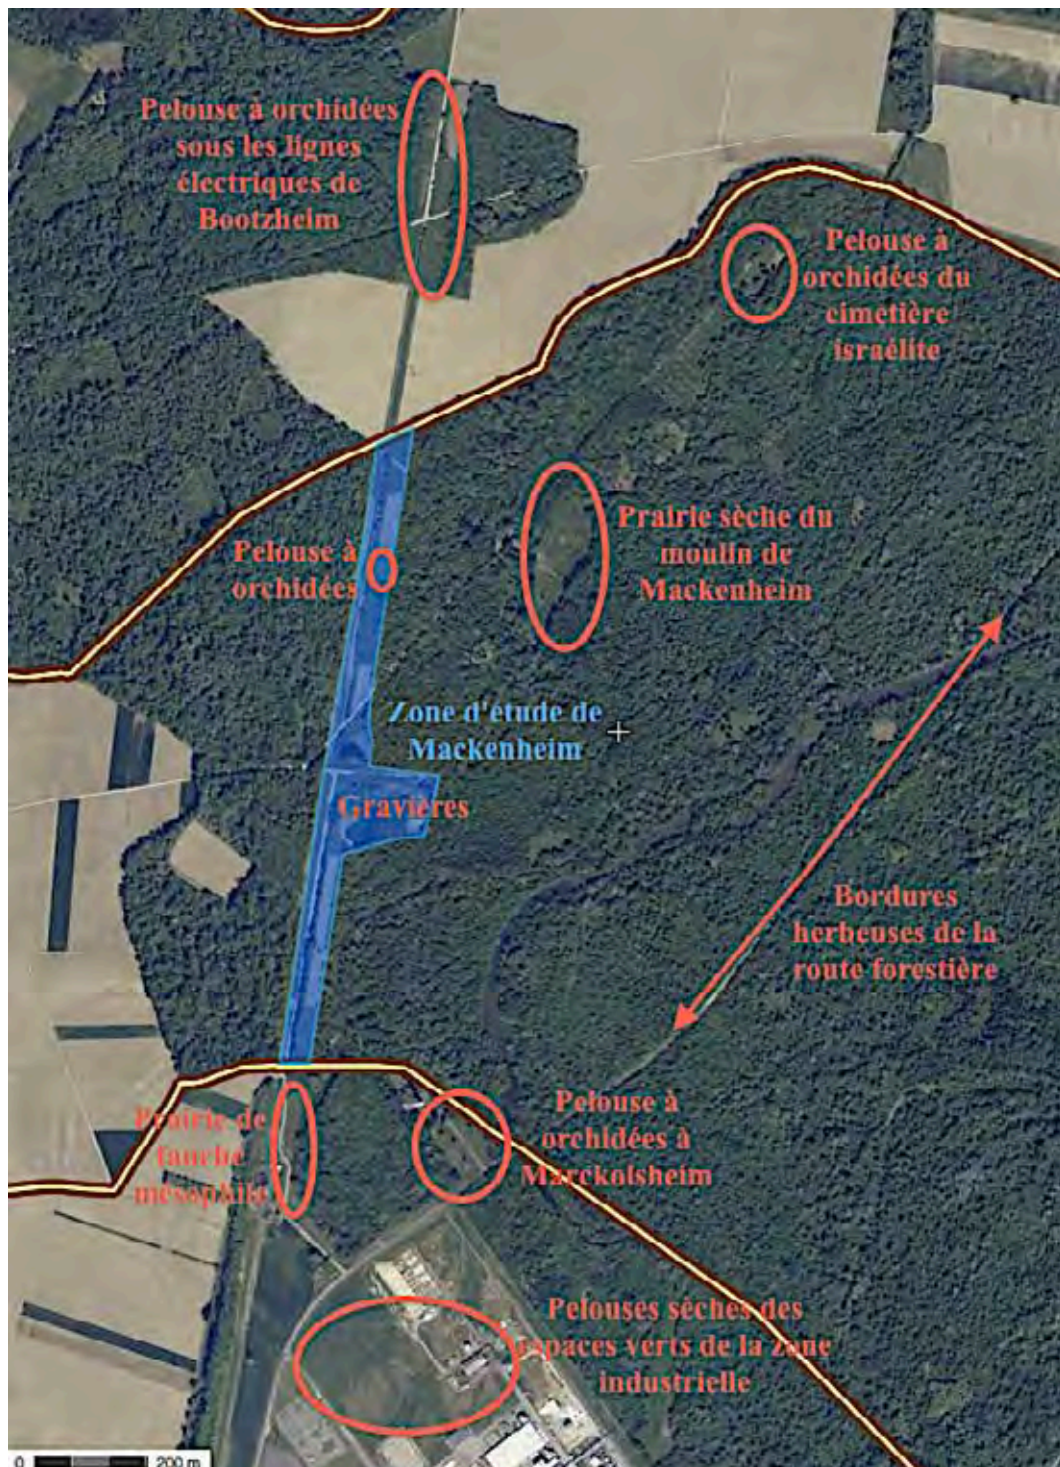 Pelouse à orchidées
sous les lignes
électriques de
Bootzheim
Pelouse à
orchidées du
cimetière
israélite
Prairie sèche du
moulin de
Mackenheim
Pelouse à
orchidées
Zone d'étude de
Mackenheim
Gravières
Bordures
herbeuses de la
route forestière
Pelouse à
orchidées à
Marckolsheim
Prairie de
fauche
mésophile
Pelouses sèches des
espaces verts de la zone
industrielle
0 200 m